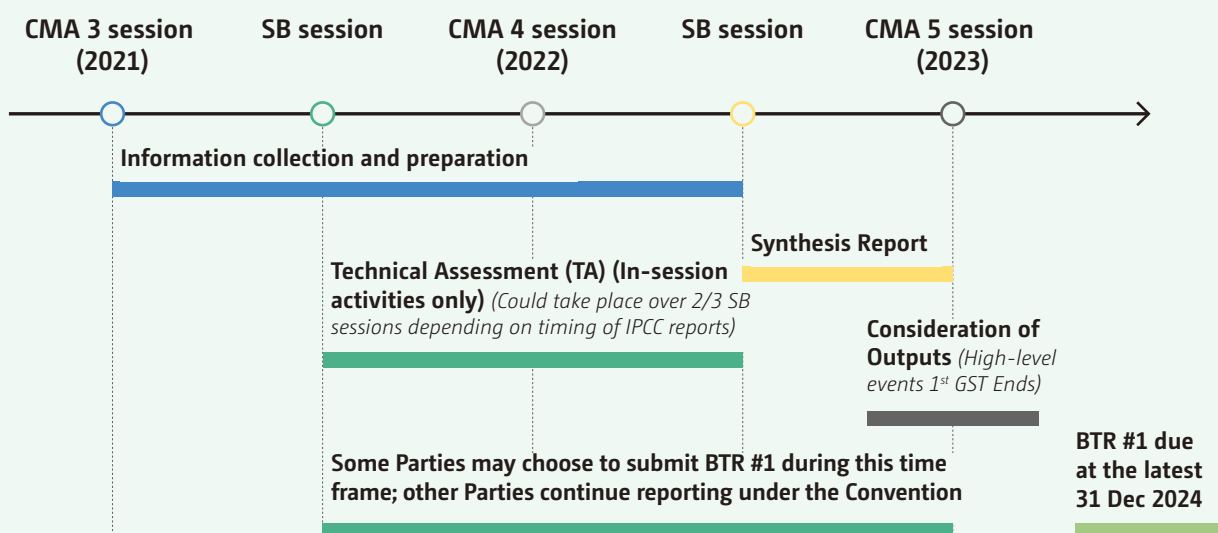 CMA 3 session
(2021)
SB session
CMA 4 session
(2022)
SB session
CMA 5 session
(2023)
Information collection and preparation
Synthesis Report
Technical Assessment (TA) (In-session
activities only) (Could take place over 2/3 SB
sessions depending on timing of IPCC reports)
Consideration of
Outputs (High-level
events 1st GST Ends)
Some Parties may choose to submit BTR #1 during this time
frame; other Parties continue reporting under the Convention
BTR #1 due
at the latest
31 Dec 2024